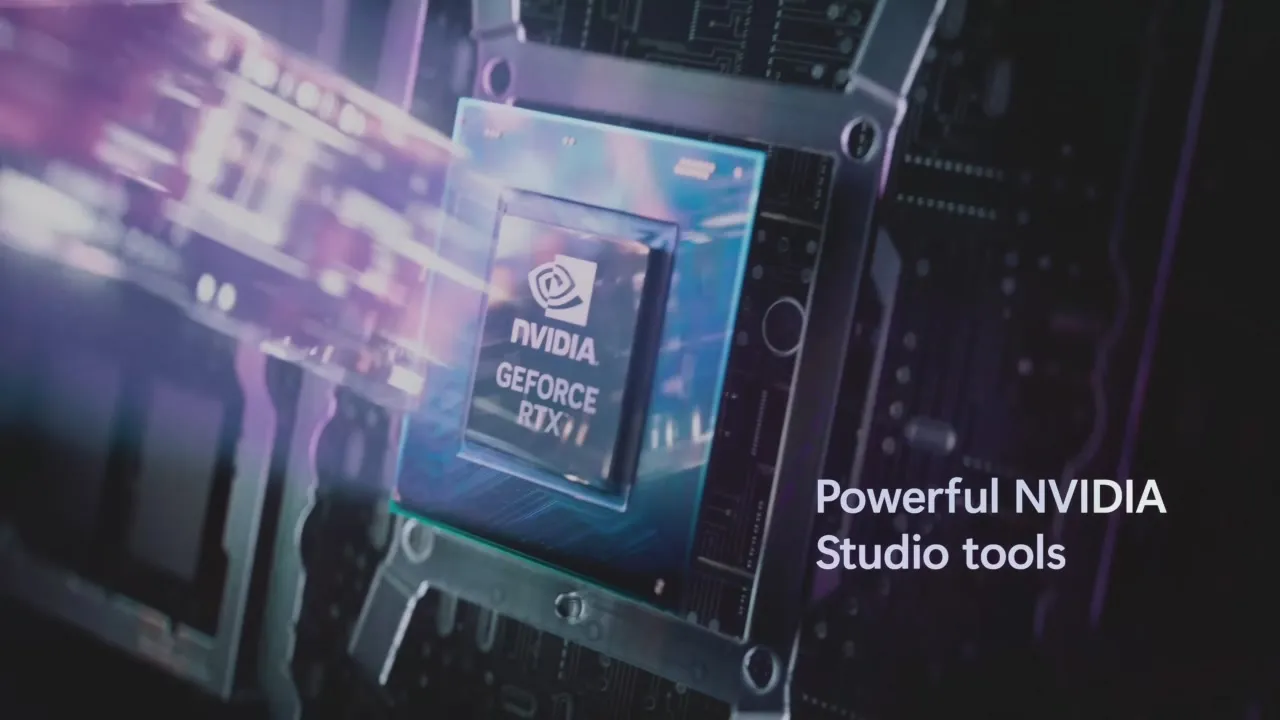 NVIDIA
GEFORCE
RTX
Powerful NVIDIA
Studio tools